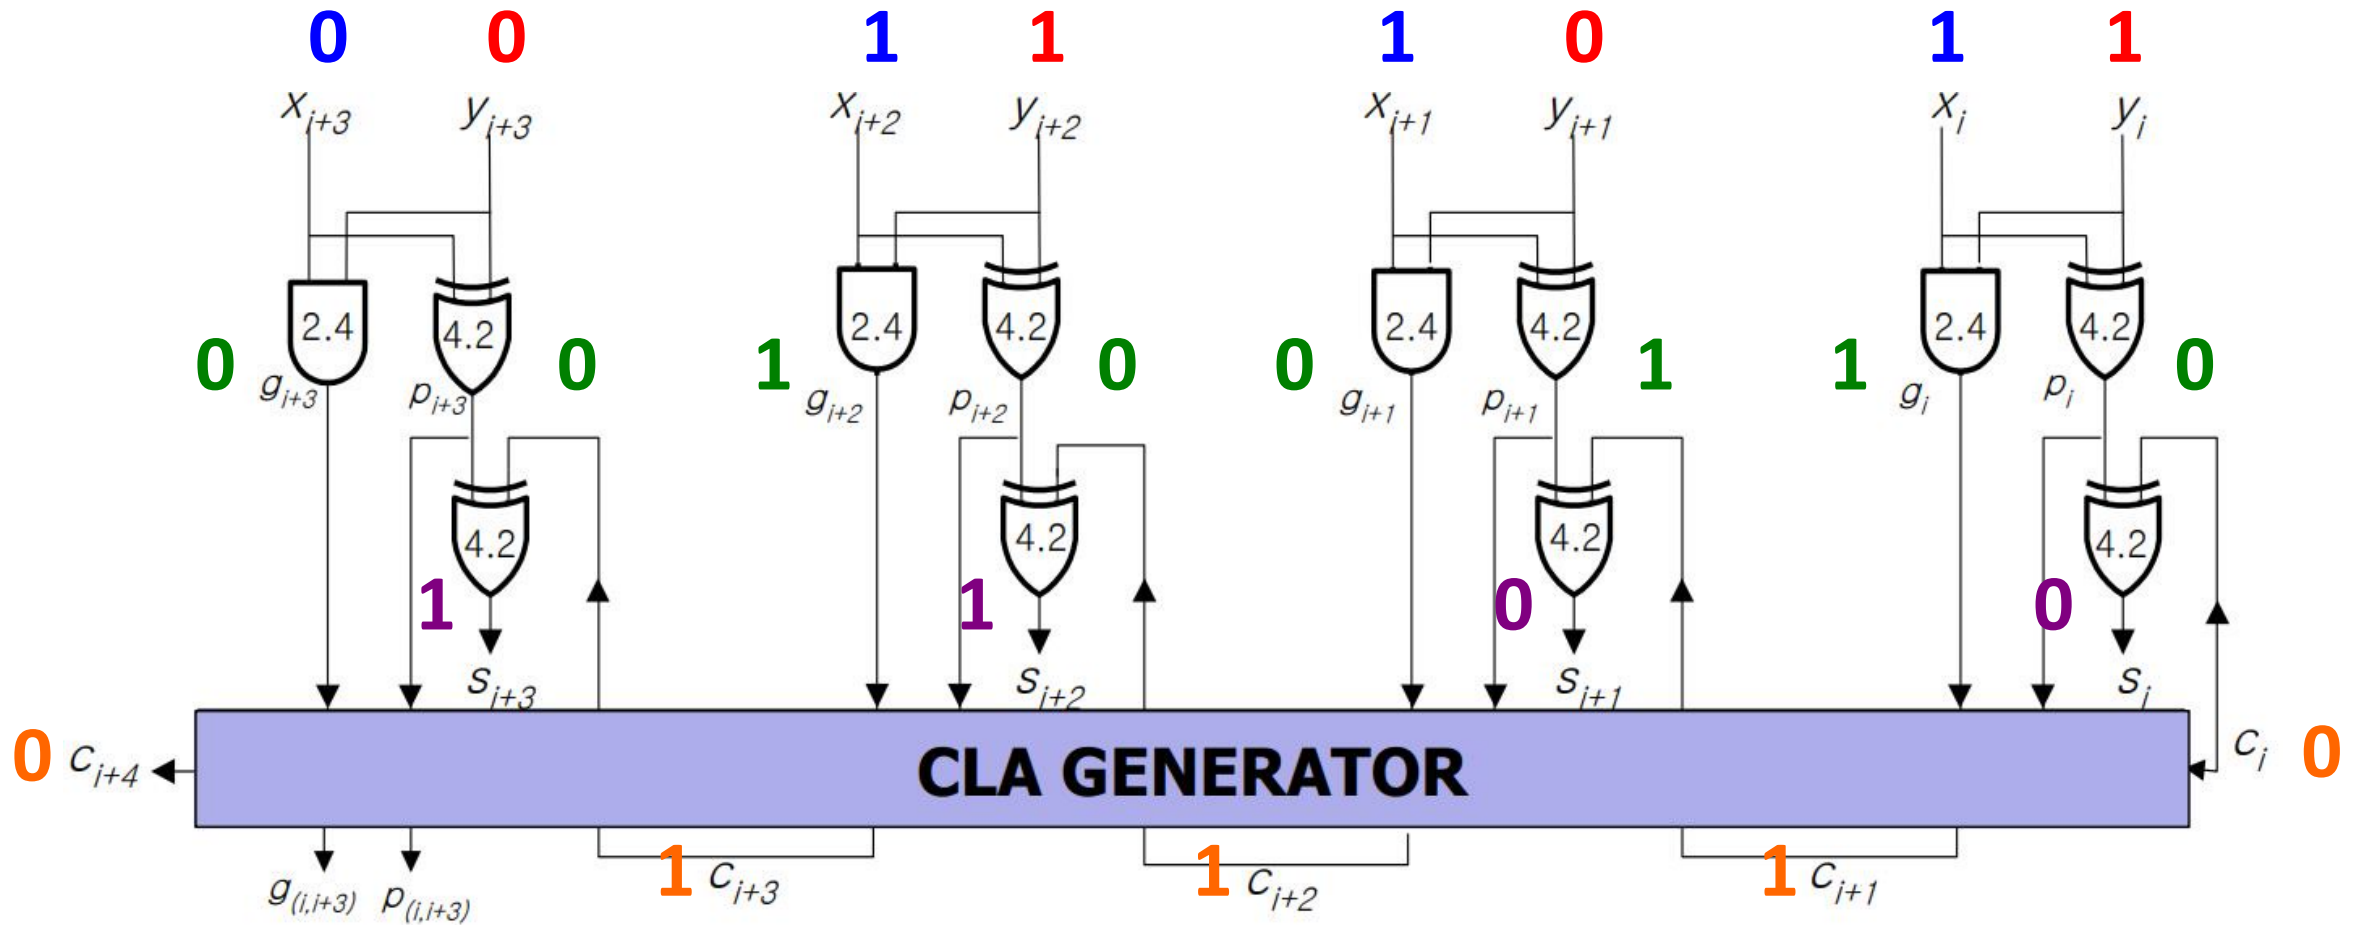 0 0 1 1 1 0 1 1
x_{i+3} y_{i+3} x_{i+2} y_{i+2} x_{i+1} y_{i+1} x_i y_i
2.4 4.2 2.4 4.2 2.4 4.2 2.4 4.2
0 g_{i+3} p_{i+3} 0 1 g_{i+2} p_{i+2} 0 0 g_{i+1} p_{i+1} 1 1 g_i p_i 0
4.2 4.2 4.2 4.2
1 1 0 0
s_{i+3} s_{i+2} s_{i+1} s_i
0 c_{i+4} CLA GENERATOR c_i 0
1 c_{i+3} 1 c_{i+2} 1 c_{i+1}
g_{(i,i+3)} p_{(i,i+3)}